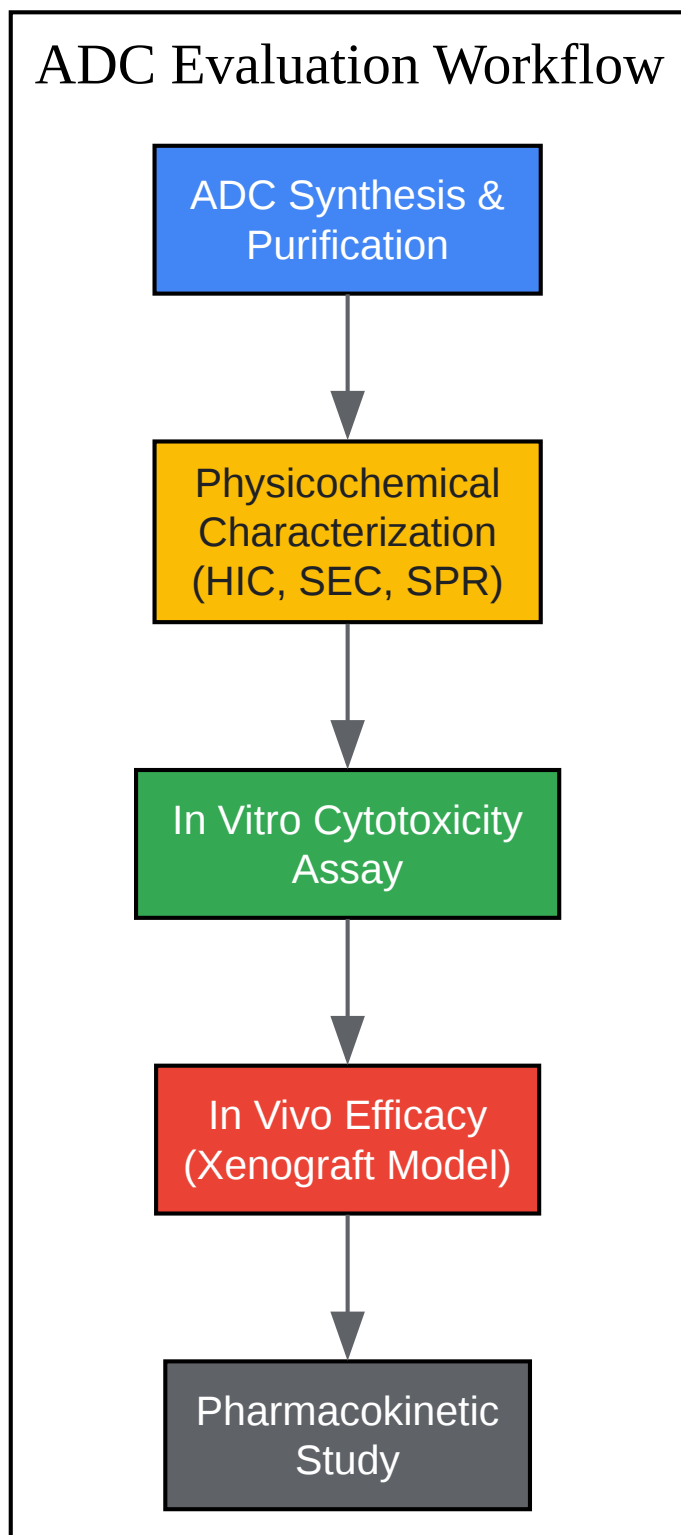 ADC Evaluation Workflow
ADC Synthesis &
Purification
Physicochemical
Characterization
(HIC, SEC, SPR)
In Vitro Cytotoxicity
Assay
In Vivo Efficacy
(Xenograft Model)
Pharmacokinetic
Study